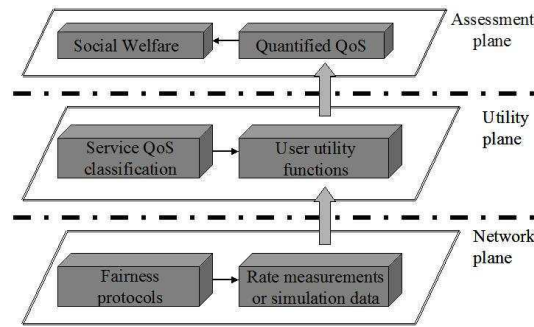 Social Welfare
Quantified QoS
Assessment
plane
Service QoS
classification
User utility
functions
Utility
plane
Fairness
protocols
Rate measurements
or simulation data
Network
plane